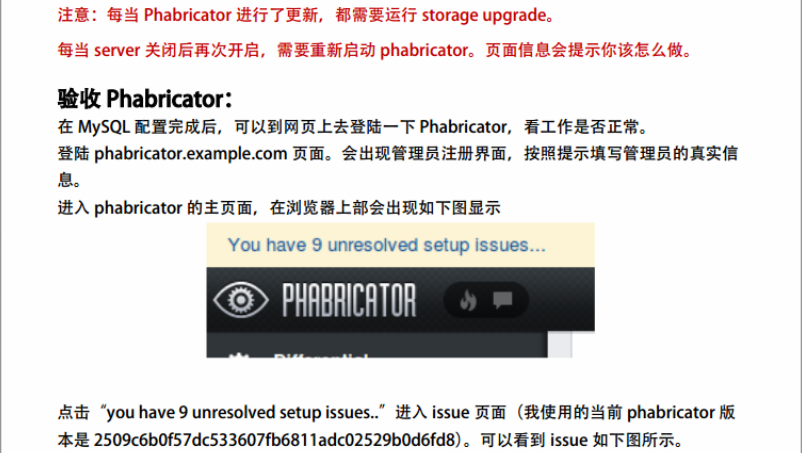 注意：每当 Phabricator 进行了更新，都需要运行 storage upgrade。
每当 server 关闭后再次开启，需要重新启动 phabricator。页面信息会提示你该怎么做。
验收 Phabricator：
在 MySQL 配置完成后，可以到网页上去登陆一下 Phabricator，看工作是否正常。
登陆 phabricator.example.com 页面。会出现管理员注册界面，按照提示填写管理员的真实信
息。
进入 phabricator 的主页面，在浏览器上部会出现如下图显示
You have 9 unresolved setup issues...
PHABRICATOR
Differential
点击“you have 9 unresolved setup issues..”进入 issue 页面（我使用的当前 phabricator 版
本是 2509c6b0f57dc533607fb6811adc02529b0d6fd8）。可以看到 issue 如下图所示。